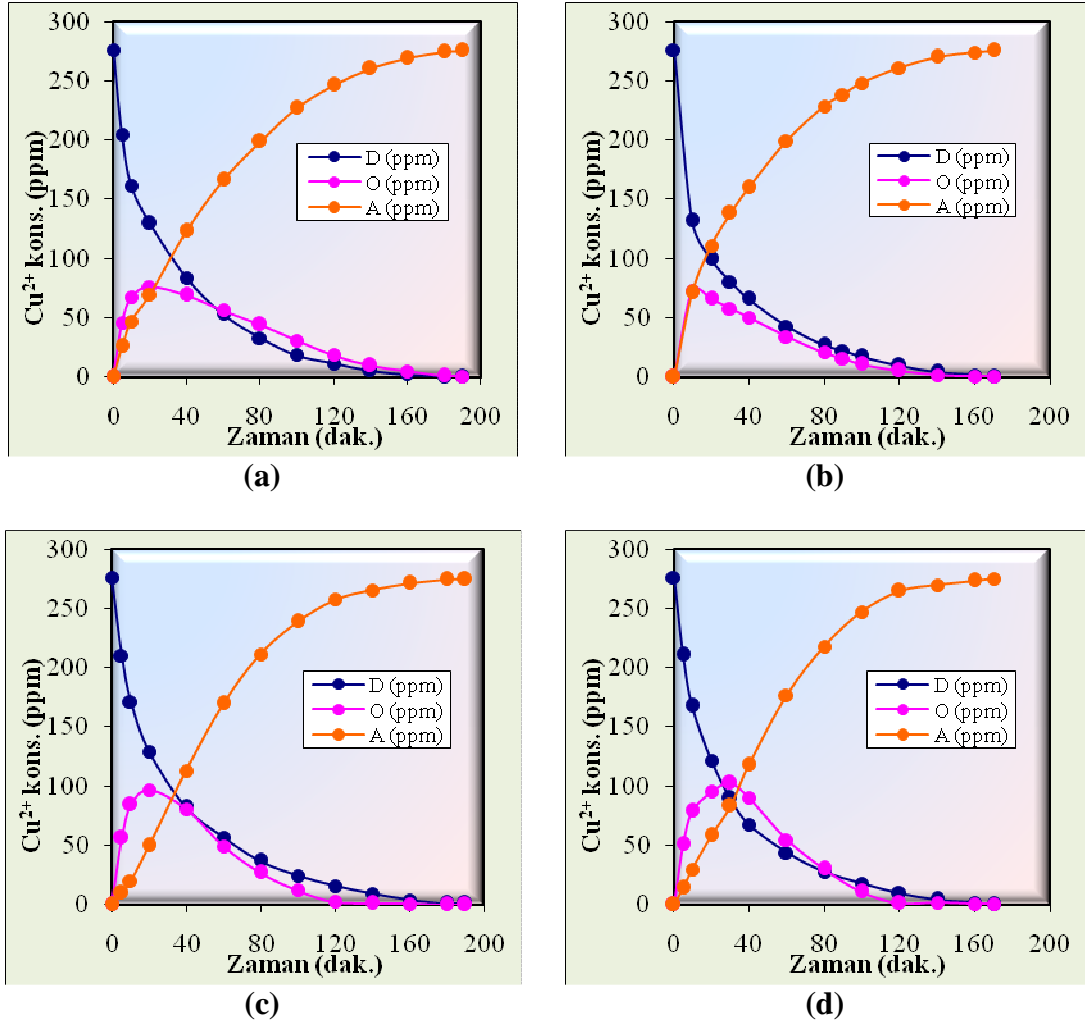 300
250
200
150
100
50
0
Cu²⁺ kons. (ppm)
D (ppm)
O (ppm)
A (ppm)
0 40 80 120 160 200
Zaman (dak.)
(a)
300
250
200
150
100
50
0
Cu²⁺ kons. (ppm)
D (ppm)
O (ppm)
A (ppm)
0 40 80 120 160 200
Zaman (dak.)
(b)
300
250
200
150
100
50
0
Cu²⁺ kons. (ppm)
D (ppm)
O (ppm)
A (ppm)
0 40 80 120 160 200
Zaman (dak.)
(c)
300
250
200
150
100
50
0
Cu²⁺ kons. (ppm)
D (ppm)
O (ppm)
A (ppm)
0 40 80 120 160 200
Zaman (dak.)
(d)